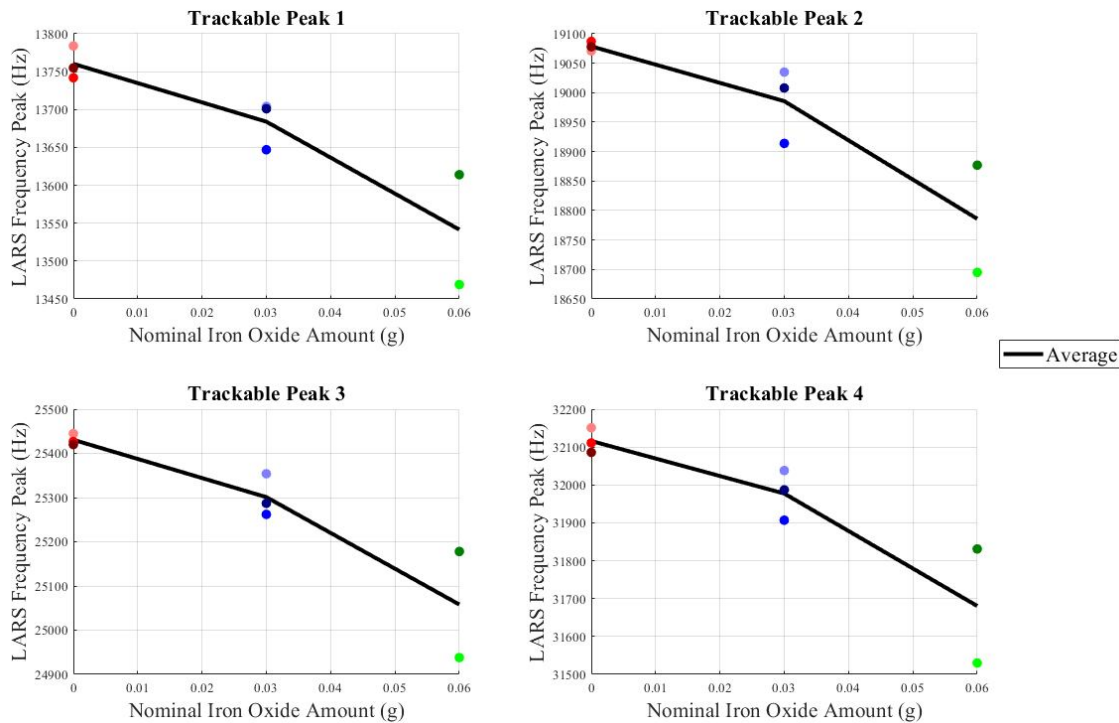 Trackable Peak 1
LARS Frequency Peak (Hz)
13800
13750
13700
13650
13600
13550
13500
13450
0 0.01 0.02 0.03 0.04 0.05 0.06
Nominal Iron Oxide Amount (g)
Trackable Peak 2
LARS Frequency Peak (Hz)
19100
19050
19000
18950
18900
18850
18800
18750
18700
18650
0 0.01 0.02 0.03 0.04 0.05 0.06
Nominal Iron Oxide Amount (g)
Average
Trackable Peak 3
LARS Frequency Peak (Hz)
25500
25400
25300
25200
25100
25000
24900
0 0.01 0.02 0.03 0.04 0.05 0.06
Nominal Iron Oxide Amount (g)
Trackable Peak 4
LARS Frequency Peak (Hz)
32200
32100
32000
31900
31800
31700
31600
31500
0 0.01 0.02 0.03 0.04 0.05 0.06
Nominal Iron Oxide Amount (g)